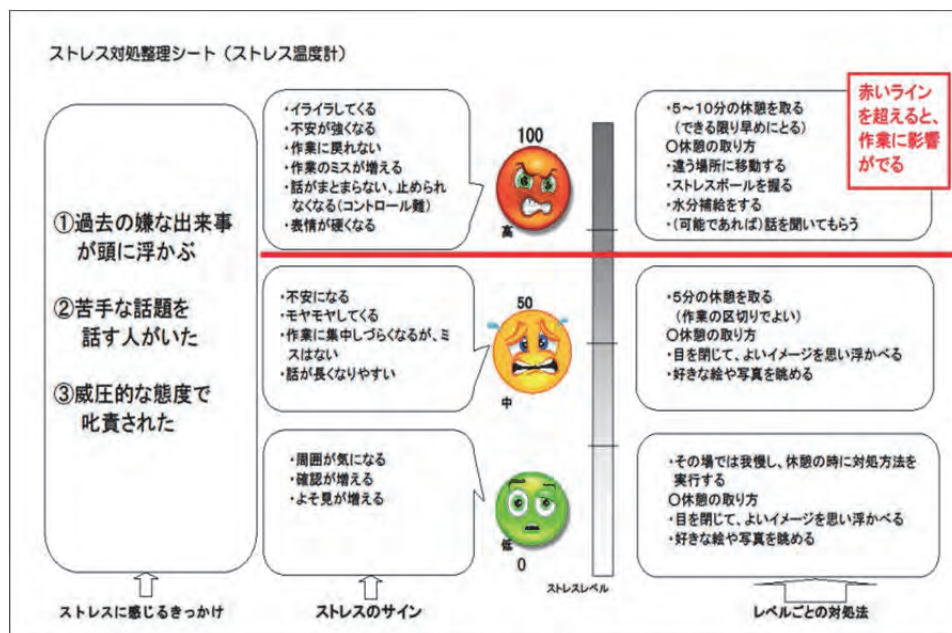 ストレス対処整理シート(ストレス温度計)
①過去の嫌な出来事
が頭に浮かぶ
②苦手な話題を
話す人がいた
③威圧的な態度で
叱責された
ストレスに感じるきっかけ
・イライラしてくる
・不安が強くなる
・作業に戻れない
・作業のミスが増える
・話がまとまらない、止められ
なくなる(コントロール難)
・表情が硬くなる
・不安になる
・モヤモヤしてくる
・作業に集中しづらくなるが、ミ
スはない
・話が長くなりやすい
・周囲が気になる
・確認が増える
・よそ見が増える
ストレスのサイン
100
高
50
中
低
0
ストレスレベル
・5~10分の休憩を取る
(できる限り早めにとる)
○休憩の取り方
・違う場所に移動する
・ストレスボールを握る
・水分補給をする
・(可能であれば)話を聞いてもらう
赤いライン
を超えると、
作業に影響
がでる
・5分の休憩を取る
(作業の区切りでよい)
○休憩の取り方
・目を閉じて、よいイメージを思い浮かべる
・好きな絵や写真を眺める
・その場では我慢し、休憩の時に対処方法を
実行する
○休憩の取り方
・目を閉じて、よいイメージを思い浮かべる
・好きな絵や写真を眺める
レベルごとの対処法